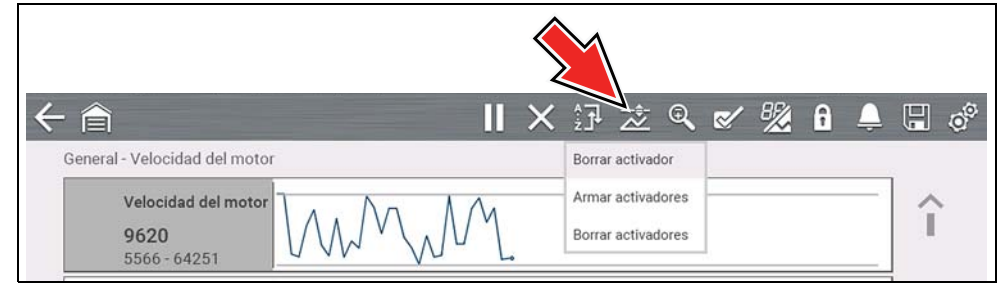 General - Velocidad del motor
Borrar activador
Armar activadores
Borrar activadores
Velocidad del motor
9620
5566 - 64251